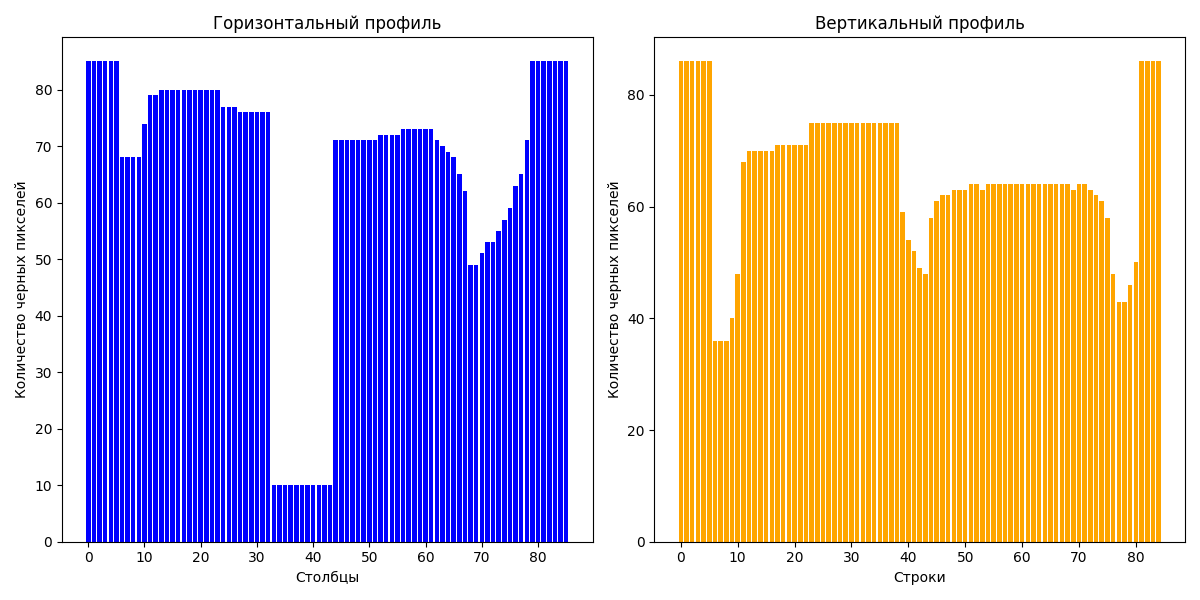 Горизонтальный профиль
Количество черных пикселей
80
70
60
50
40
30
20
10
0
0 10 20 30 40 50 60 70 80
Столбцы
Вертикальный профиль
Количество черных пикселей
80
60
40
20
0
0 10 20 30 40 50 60 70 80
Строки